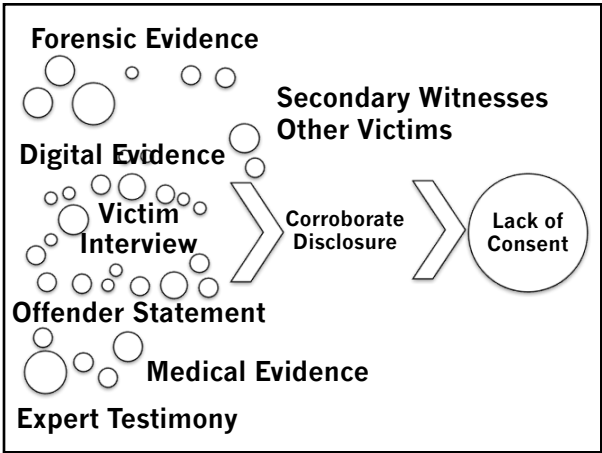 Forensic Evidence
Secondary Witnesses
Other Victims
Digital Evidence
Victim
Interview
Corroborate
Disclosure
Lack of
Consent
Offender Statement
Medical Evidence
Expert Testimony